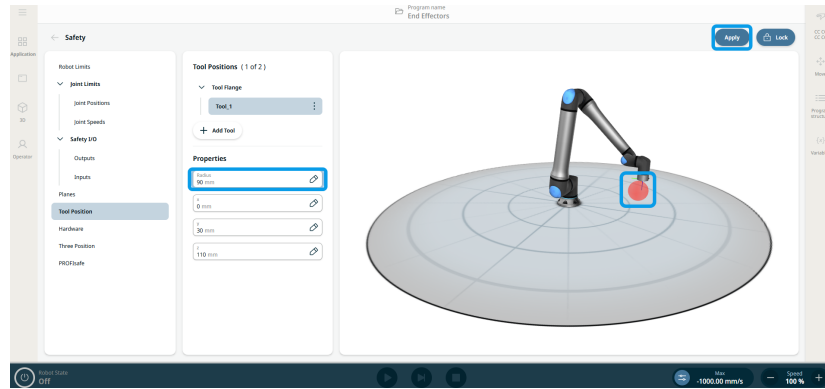 Program name
End Effectors
Application
3D
Operator
Safety
Apply
Lock
Robot Limits
Joint Limits
Joint Positions
Joint Speeds
Safety I/O
Outputs
Inputs
Planes
Tool Position
Hardware
Three Position
PROFIsafe
Tool Positions ( 1 of 2 )
Tool Flange
Tool_1
Add Tool
Properties
Radius
90 mm
0 mm
30 mm
110 mm
Robot State
Off
Max
-1000.00 mm/s
Speed
100 %